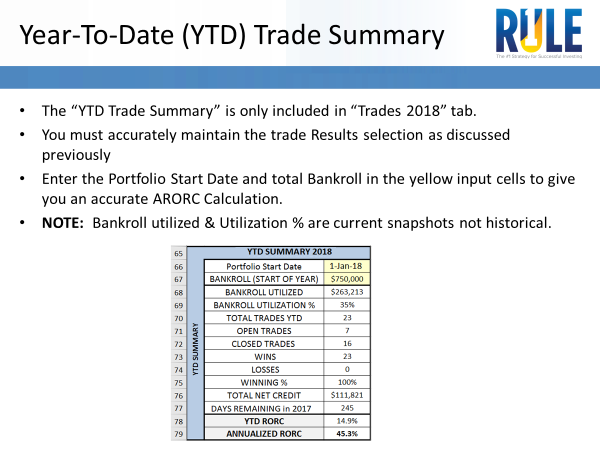 Year-To-Date (YTD) Trade Summary
RULE
1
The #1 Strategy for Successful Investing
• The “YTD Trade Summary” is only included in “Trades 2018” tab.
• You must accurately maintain the trade Results selection as discussed
previously
• Enter the Portfolio Start Date and total Bankroll in the yellow input cells to give
you an accurate ARORC Calculation.
• NOTE: Bankroll utilized & Utilization % are current snapshots not historical.
65 YTD SUMMARY 2018
YTD SUMMARY
66 Portfolio Start Date 1-Jan-18
67 BANKROLL (START OF YEAR) $750,000
68 BANKROLL UTILIZED $263,213
69 BANKROLL UTILIZATION % 35%
70 TOTAL TRADES YTD 23
71 OPEN TRADES 7
72 CLOSED TRADES 16
73 WINS 23
74 LOSSES 0
75 WINNING % 100%
76 TOTAL NET CREDIT $111,821
77 DAYS REMAINING in 2017 245
78 YTD RORC 14.9%
79 ANNUALIZED RORC 45.3%